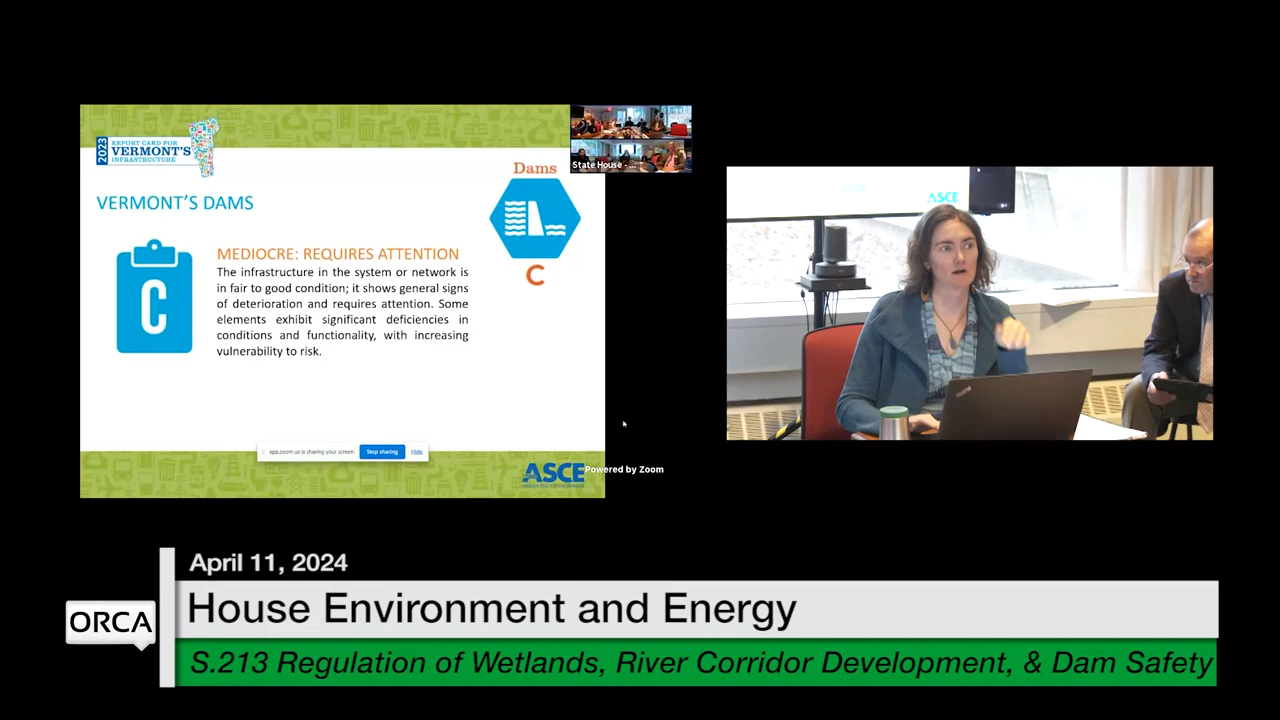 2023
REPORT CARD FOR
VERMONT'S
INFRASTRUCTURE
State House - ...
Dams
VERMONT'S DAMS
C
MEDIOCRE: REQUIRES ATTENTION
The infrastructure in the system or network is
in fair to good condition; it shows general signs
of deterioration and requires attention. Some
elements exhibit significant deficiencies in
conditions and functionality, with increasing
vulnerability to risk.
C
app.zoom.us is sharing your screen.
Stop sharing
Hide
ASCE
Powered by Zoom
ASCE
April 11, 2024
ORCA
House Environment and Energy
S.213 Regulation of Wetlands, River Corridor Development, & Dam Safety